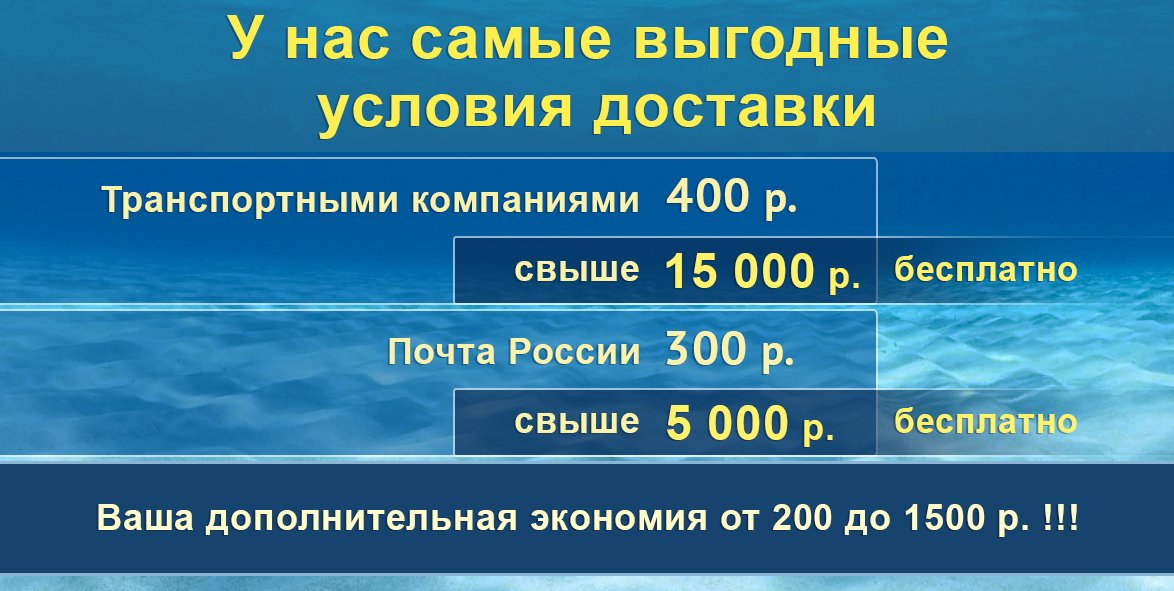 У нас самые выгодные
условия доставки
Транспортными компаниями 400 р.
свыше 15 000 р. бесплатно
Почта России 300 р.
свыше 5 000 р. бесплатно
Ваша дополнительная экономия от 200 до 1500 р. !!!